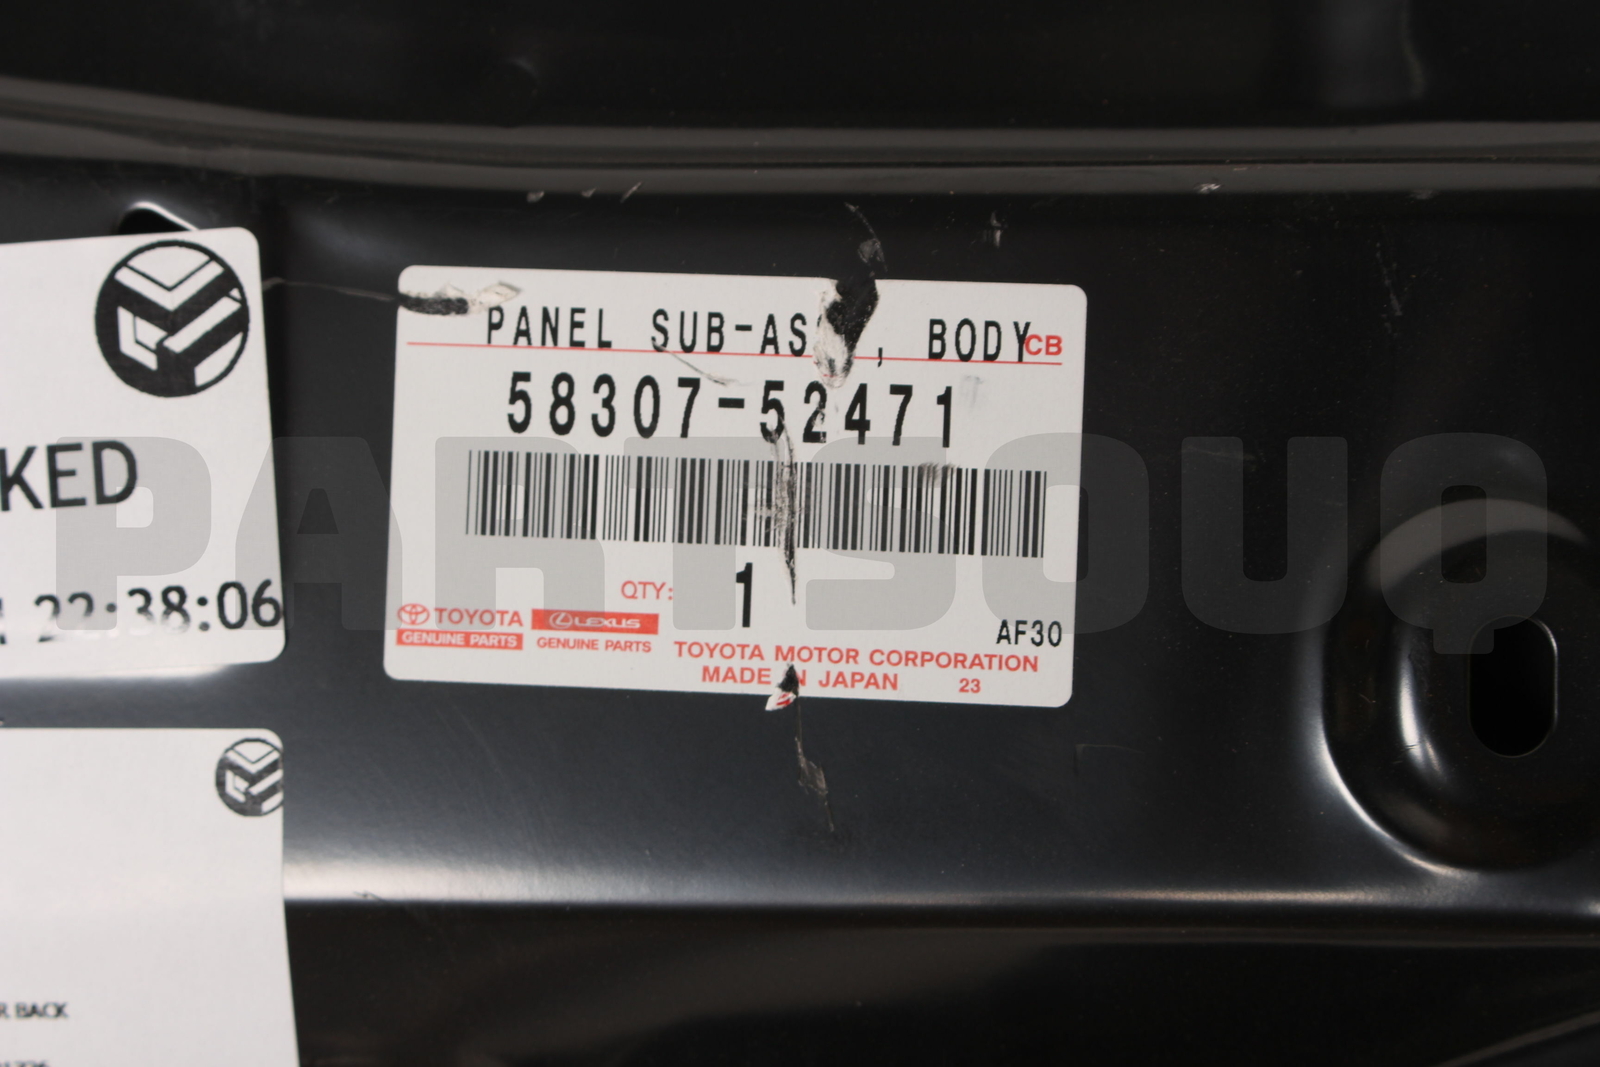 PANEL SUB-AS , BODY CB
58307-52471
QTY: 1
AF30
TOYOTA
GENUINE PARTS
LEXUS
GENUINE PARTS
TOYOTA MOTOR CORPORATION
MADE IN JAPAN 23
KED
22:38:06
R BACK
PARTSOUQ